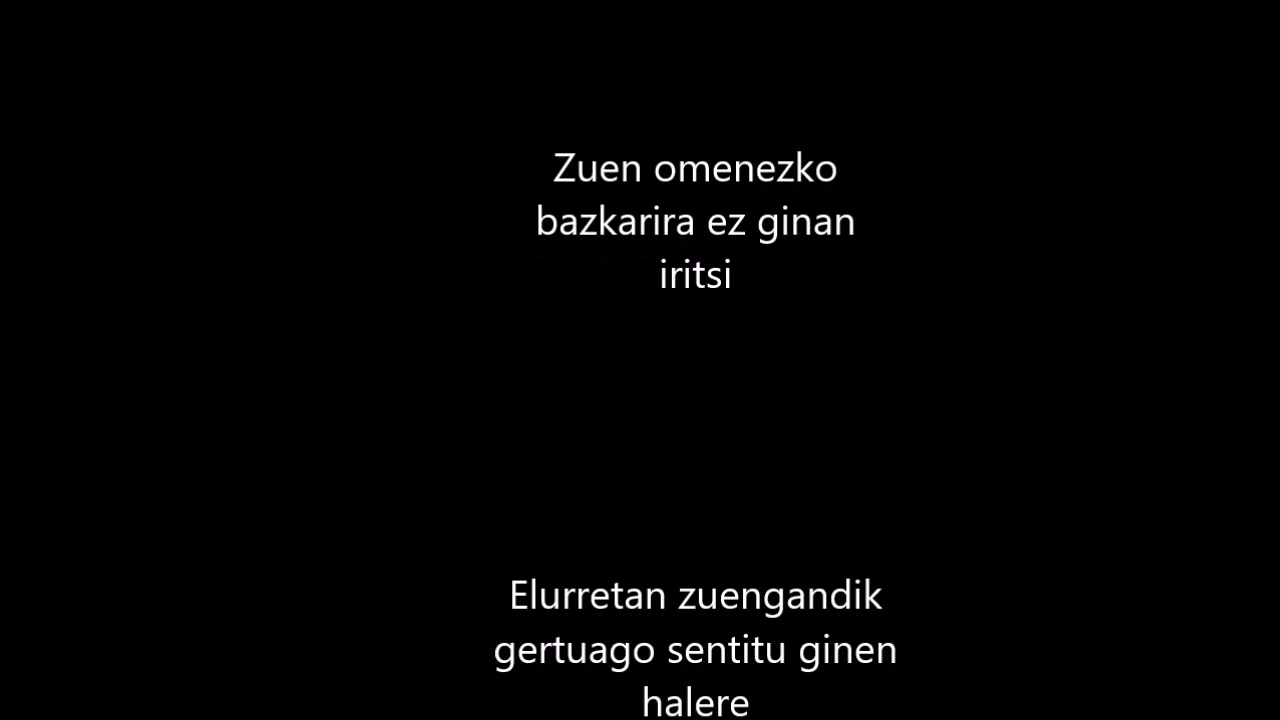 Zuen omenezko
bazkarira ez ginan
iritsi
Elurretan zuengandik
gertuago sentitu ginen
halere